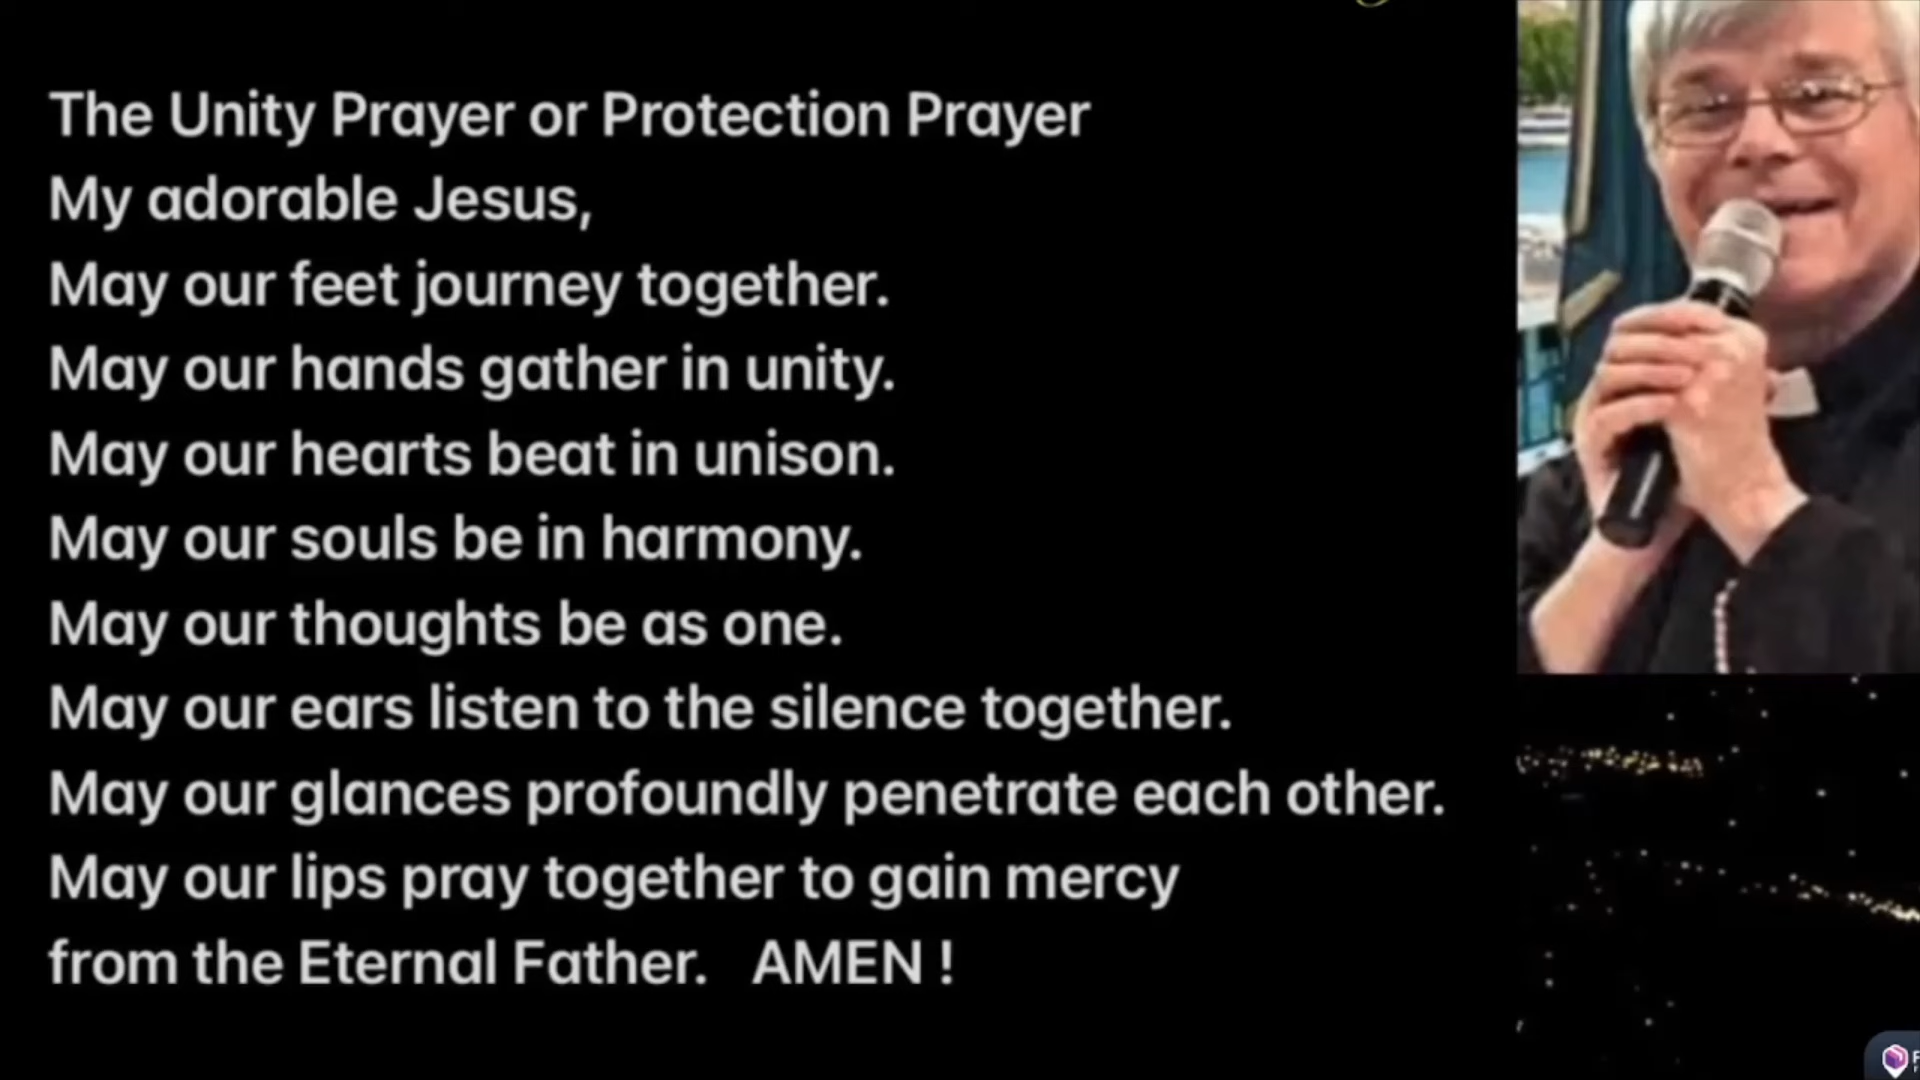 The Unity Prayer or Protection Prayer
My adorable Jesus,
May our feet journey together.
May our hands gather in unity.
May our hearts beat in unison.
May our souls be in harmony.
May our thoughts be as one.
May our ears listen to the silence together.
May our glances profoundly penetrate each other.
May our lips pray together to gain mercy
from the Eternal Father. AMEN !